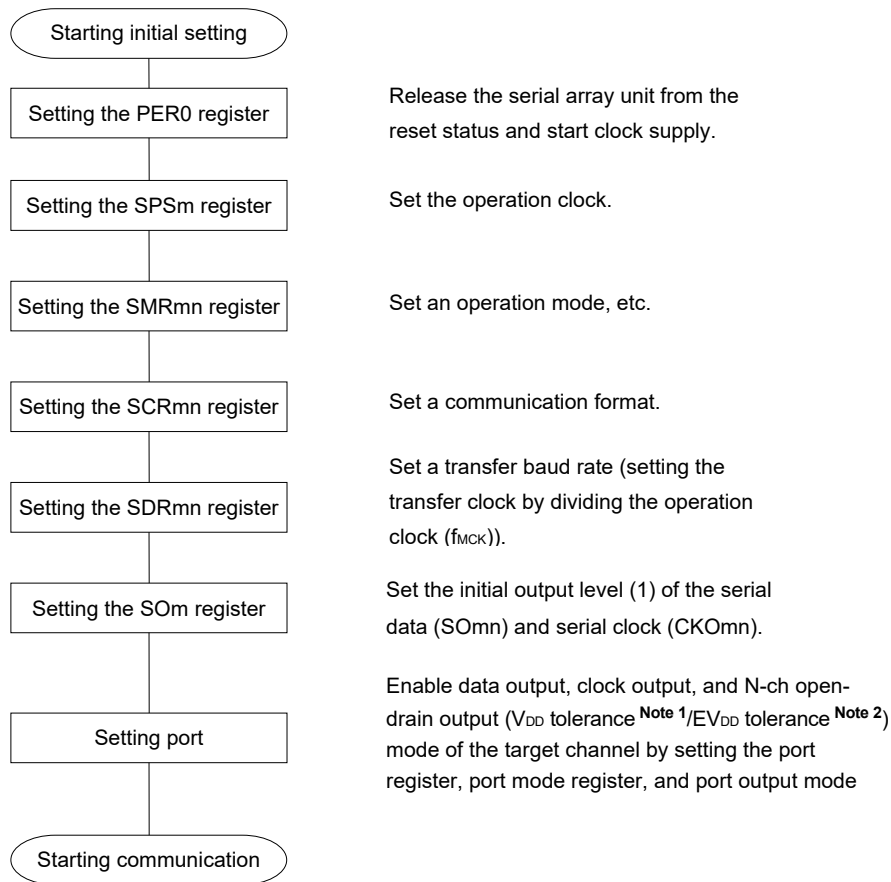 Starting initial setting
Setting the PER0 register
Release the serial array unit from the
reset status and start clock supply.
Setting the SPSm register
Set the operation clock.
Setting the SMRmn register
Set an operation mode, etc.
Setting the SCRmn register
Set a communication format.
Setting the SDRmn register
Set a transfer baud rate (setting the
transfer clock by dividing the operation
clock (fMCK)).
Setting the SOm register
Set the initial output level (1) of the serial
data (SOmn) and serial clock (CKOmn).
Setting port
Enable data output, clock output, and N-ch open-
drain output (VDD tolerance Note 1/EVDD tolerance Note 2)
mode of the target channel by setting the port
register, port mode register, and port output mode
Starting communication